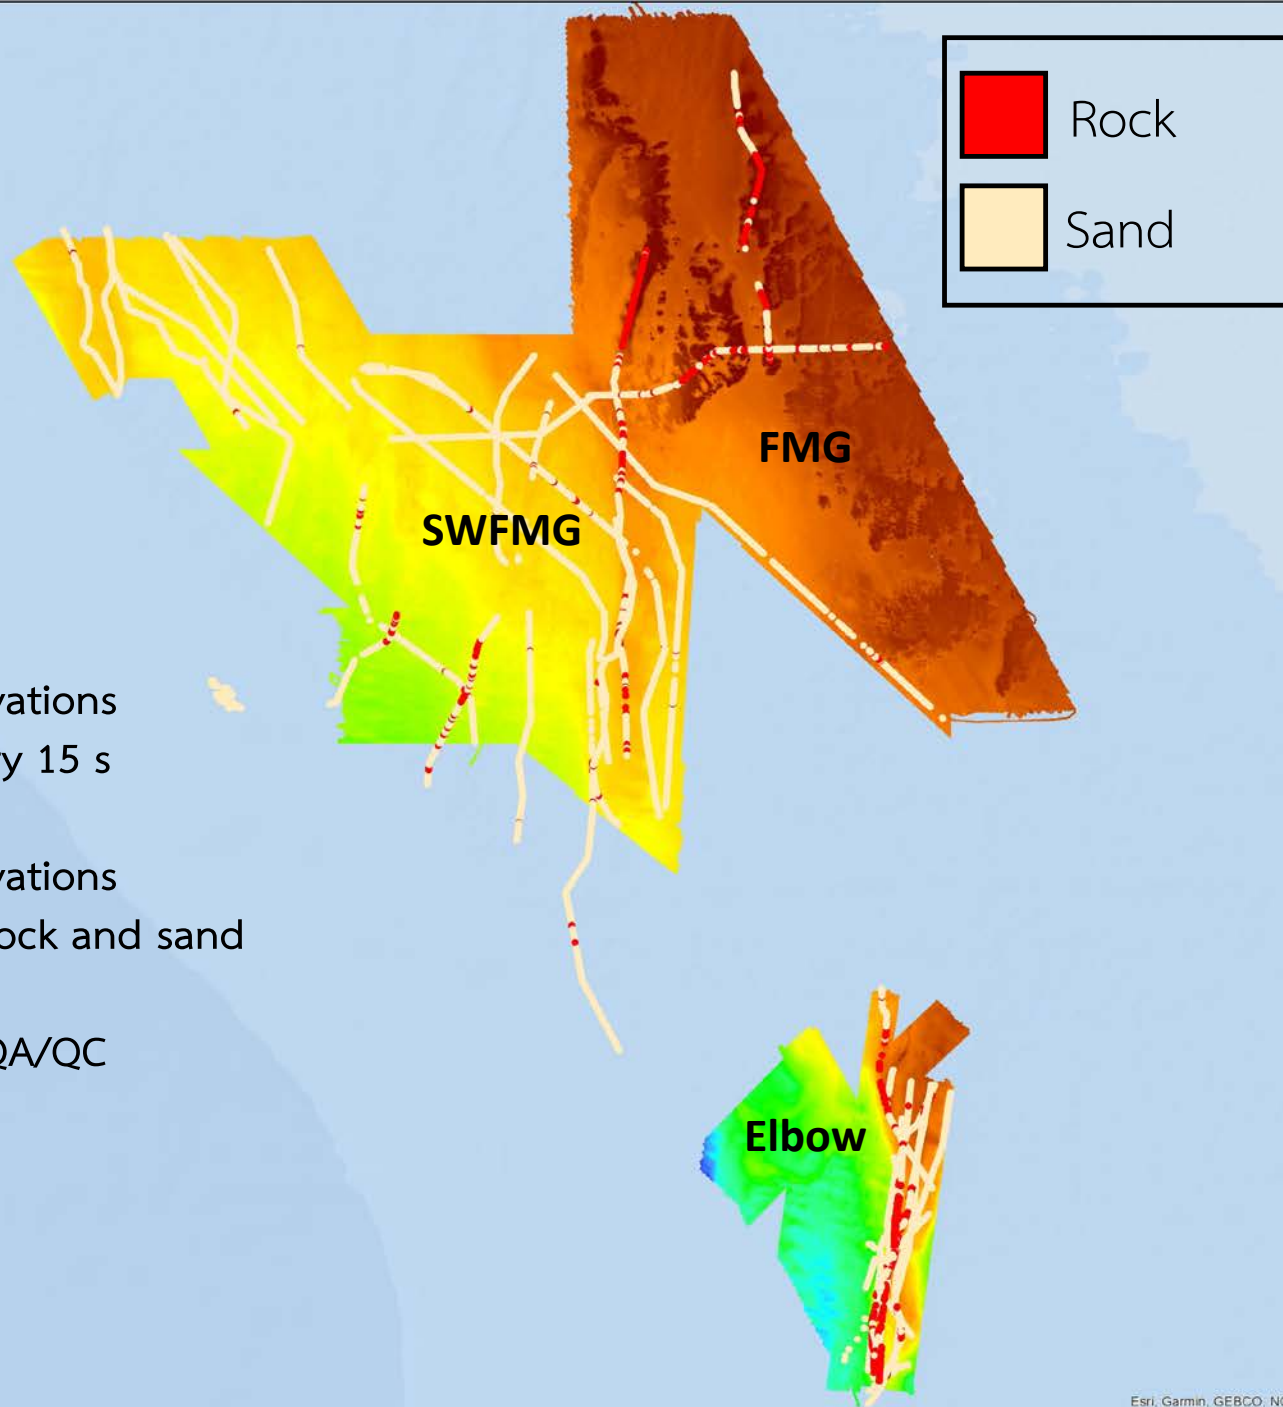 Rock
Sand
FMG
SWFMG
vations
y 15 s
vations
ock and sand
QA/QC
Elbow
Esri, Garmin, GEBCO,